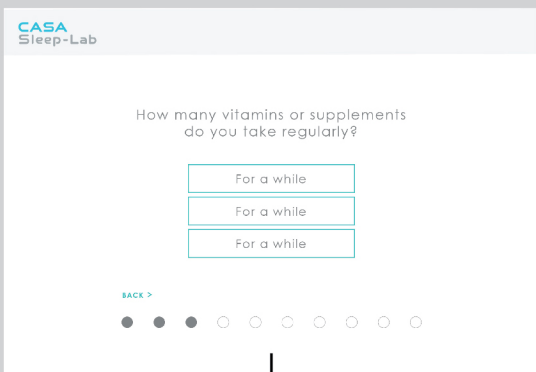 CASA
Sleep-Lab
How many vitamins or supplements
do you take regularly?
For a while
For a while
For a while
BACK >